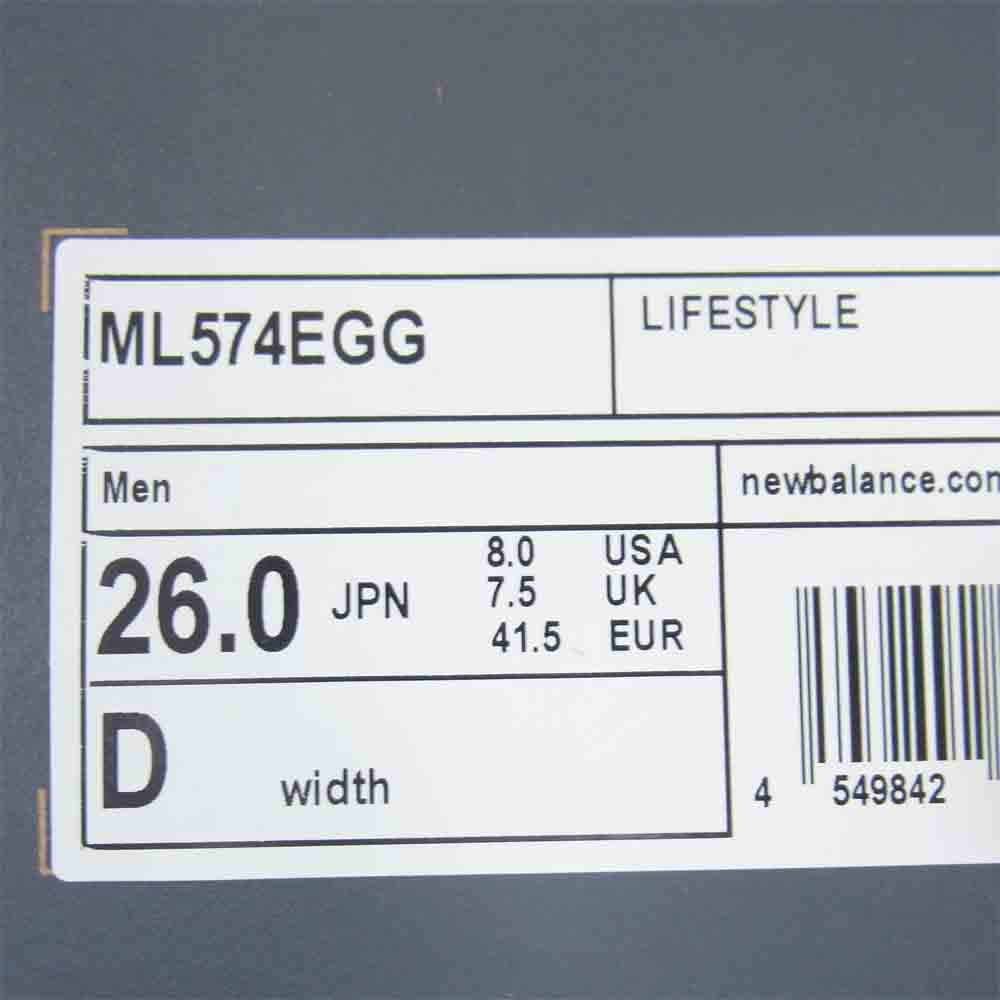 ML574EGG
LIFESTYLE
Men
newbalance.com
26.0 JPN
8.0 USA
7.5 UK
41.5 EUR
D width
4 549842